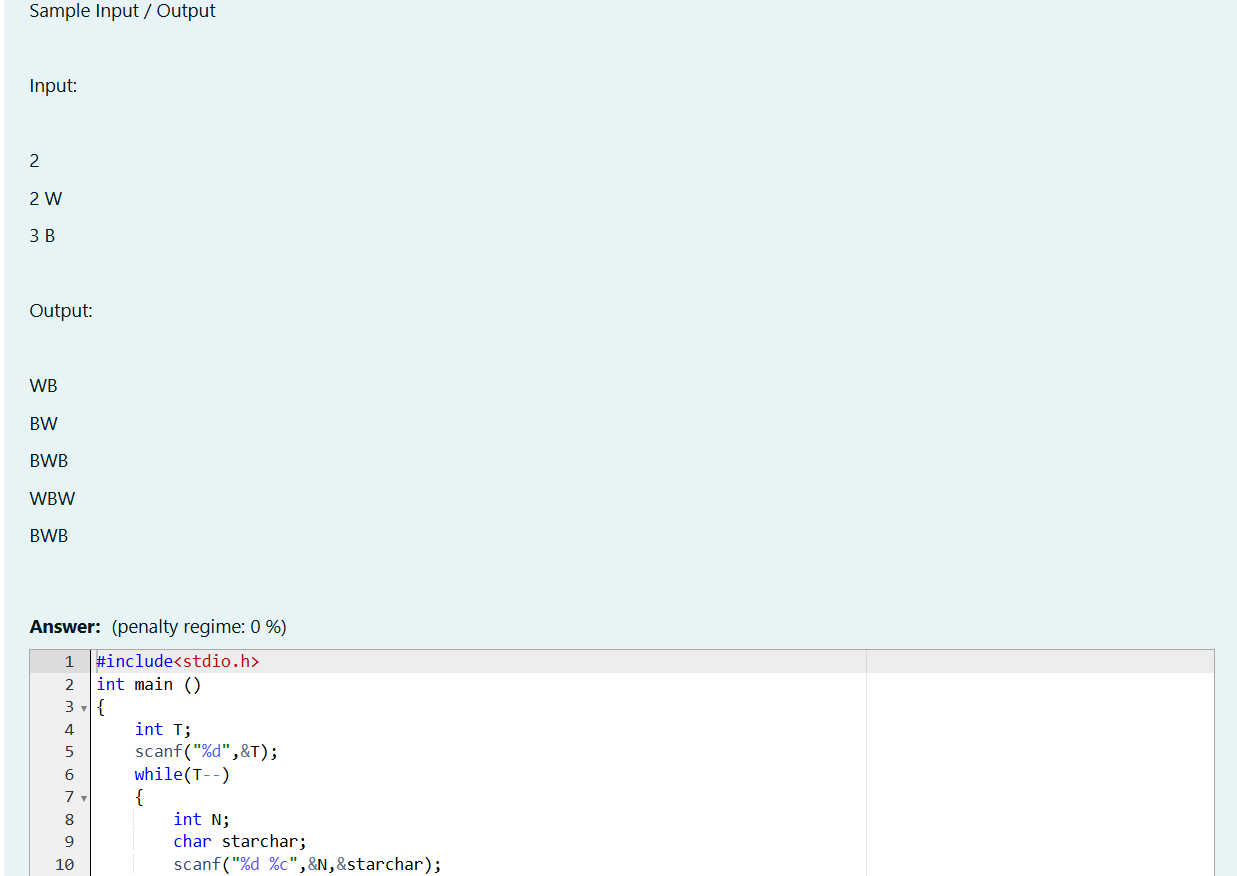 Sample Input / Output
Input:
2
2 W
3 B
Output:
WB
BW
BWB
WBW
BWB
Answer: (penalty regime: 0 %)
1 #include<stdio.h>
2 int main ()
3 {
4 int T;
5 scanf("%d",&T);
6 while(T--)
7 {
8 int N;
9 char starchar;
10 scanf("%d %c",&N,&starchar);